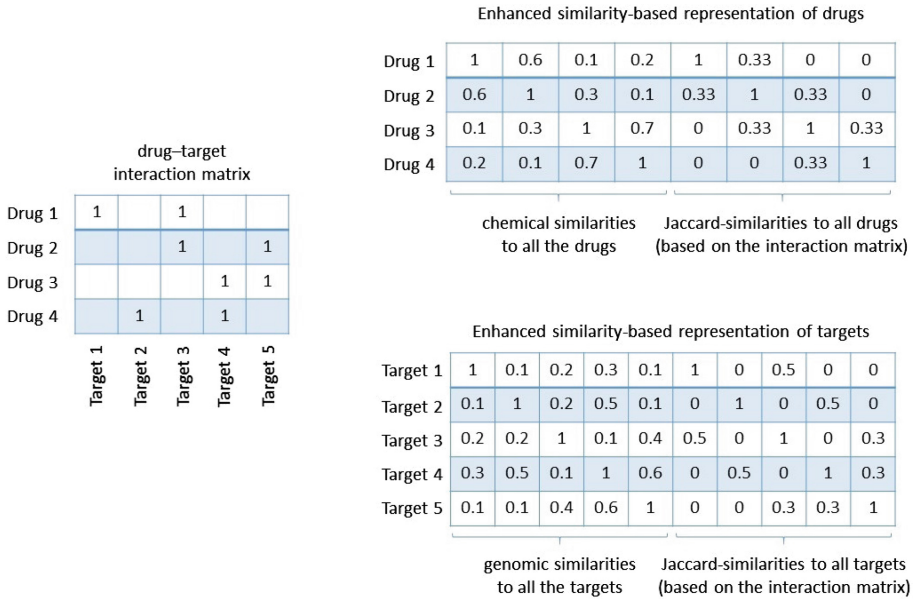 drug–target
interaction matrix
Drug 1 1 1
Drug 2 1 1
Drug 3 1 1
Drug 4 1 1
Target 1
Target 2
Target 3
Target 4
Target 5
Enhanced similarity-based representation of drugs
Drug 1 1 0.6 0.1 0.2 1 0.33 0 0
Drug 2 0.6 1 0.3 0.1 0.33 1 0.33 0
Drug 3 0.1 0.3 1 0.7 0 0.33 1 0.33
Drug 4 0.2 0.1 0.7 1 0 0 0.33 1
chemical similarities
to all the drugs
Jaccard-similarities to all drugs
(based on the interaction matrix)
Enhanced similarity-based representation of targets
Target 1 1 0.1 0.2 0.3 0.1 1 0 0.5 0 0
Target 2 0.1 1 0.2 0.5 0.1 0 1 0 0.5 0
Target 3 0.2 0.2 1 0.1 0.4 0.5 0 1 0 0.3
Target 4 0.3 0.5 0.1 1 0.6 0 0.5 0 1 0.3
Target 5 0.1 0.1 0.4 0.6 1 0 0 0.3 0.3 1
genomic similarities
to all the targets
Jaccard-similarities to all targets
(based on the interaction matrix)